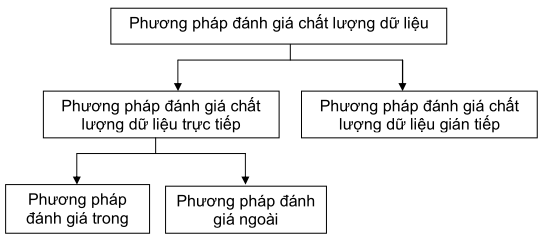 Phương pháp đánh giá chất lượng dữ liệu
Phương pháp đánh giá chất
lượng dữ liệu trực tiếp
Phương pháp đánh giá chất
lượng dữ liệu gián tiếp
Phương pháp
đánh giá trong
Phương pháp đánh
giá ngoài